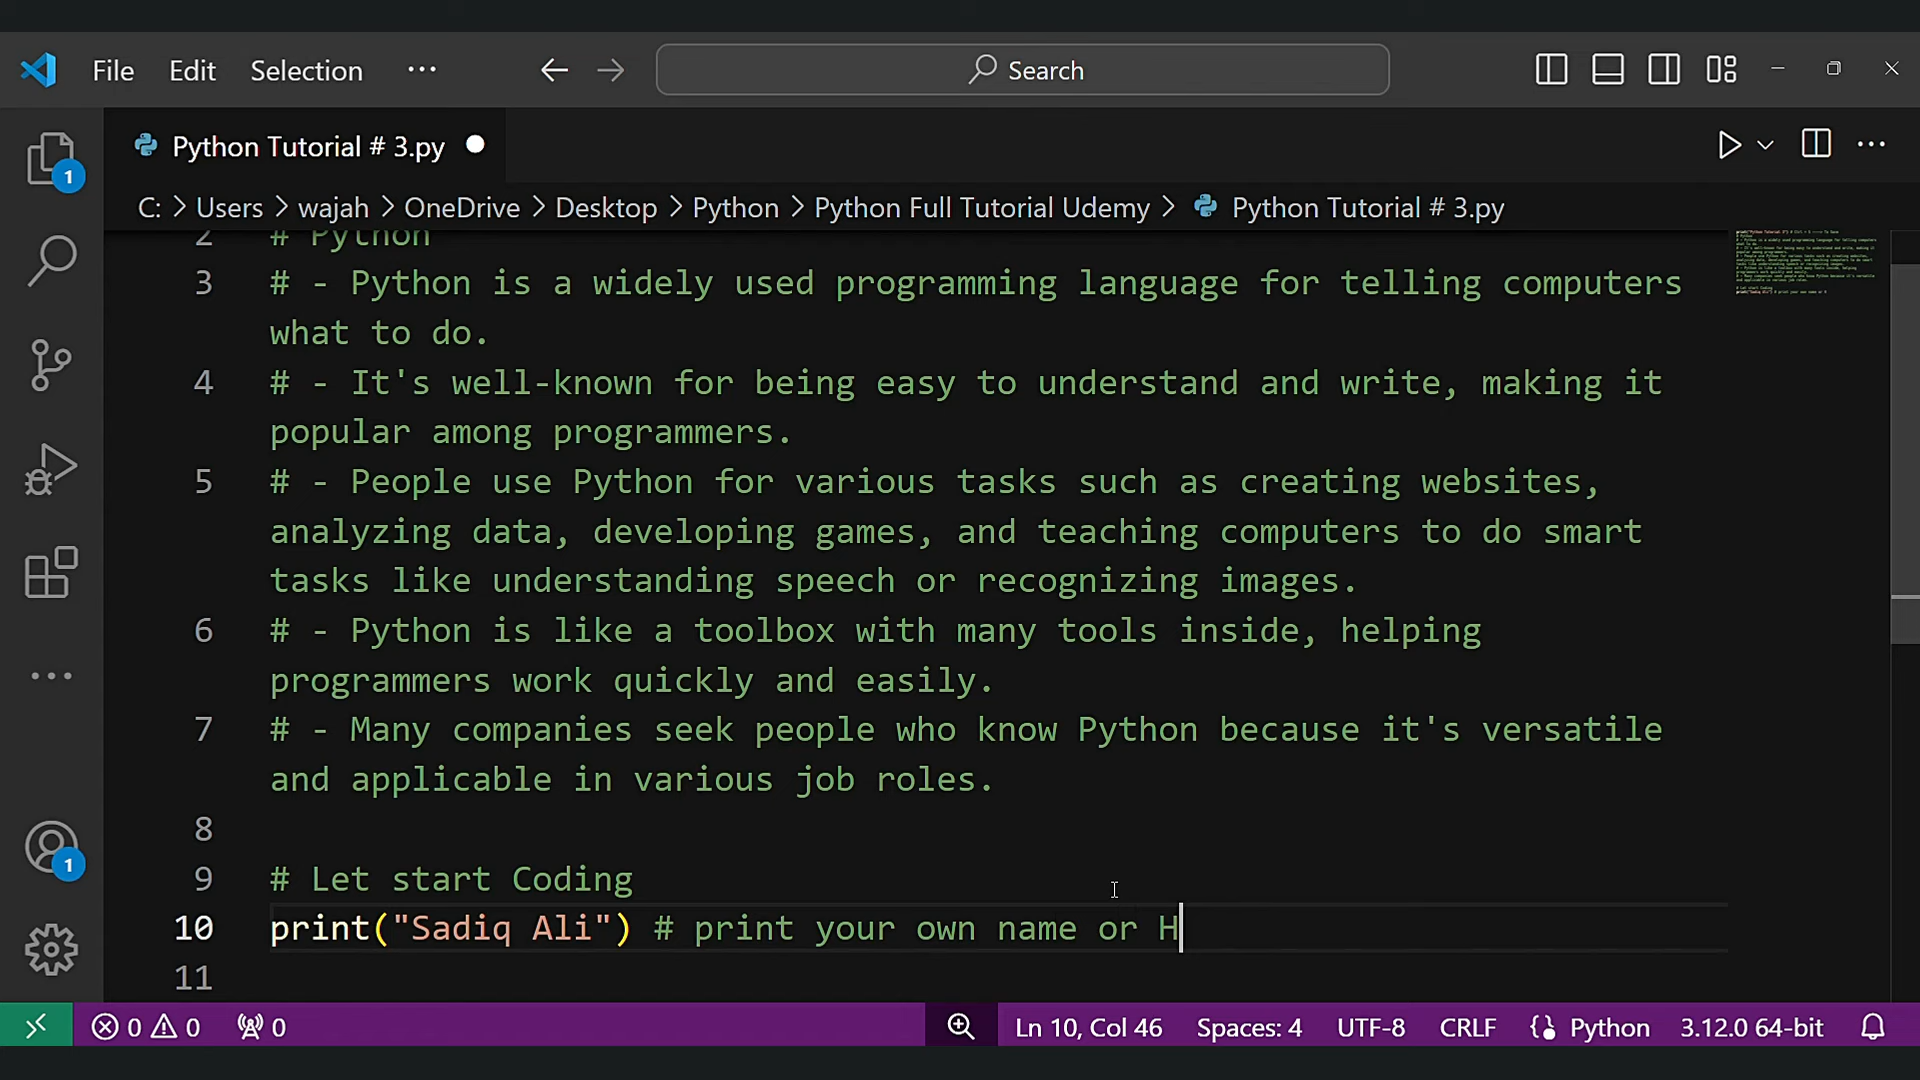 File Edit Selection ··· Search
Python Tutorial # 3.py
C: > Users > wajah > OneDrive > Desktop > Python > Python Full Tutorial Udemy > Python Tutorial # 3.py
2 # Python
3 # - Python is a widely used programming language for telling computers
what to do.
4 # - It's well-known for being easy to understand and write, making it
popular among programmers.
5 # - People use Python for various tasks such as creating websites,
analyzing data, developing games, and teaching computers to do smart
tasks like understanding speech or recognizing images.
6 # - Python is like a toolbox with many tools inside, helping
programmers work quickly and easily.
7 # - Many companies seek people who know Python because it's versatile
and applicable in various job roles.
8
9 # Let start Coding
10 print("Sadiq Ali") # print your own name or H
11
1
1
0 0 0 Ln 10, Col 46 Spaces: 4 UTF-8 CRLF Python 3.12.0 64-bit